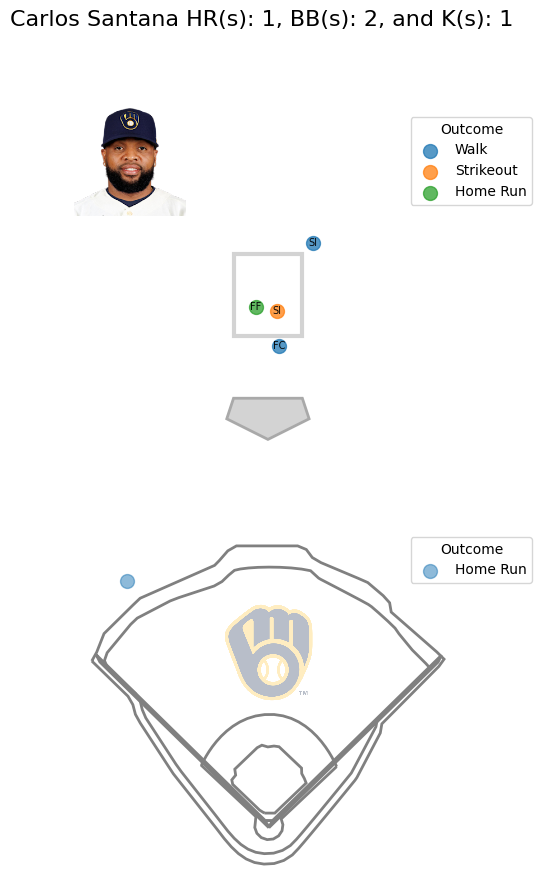 Carlos Santana HR(s): 1, BB(s): 2, and K(s): 1
Outcome
Walk
Strikeout
Home Run
SI
FF
SI
FC
Outcome
Home Run
TM